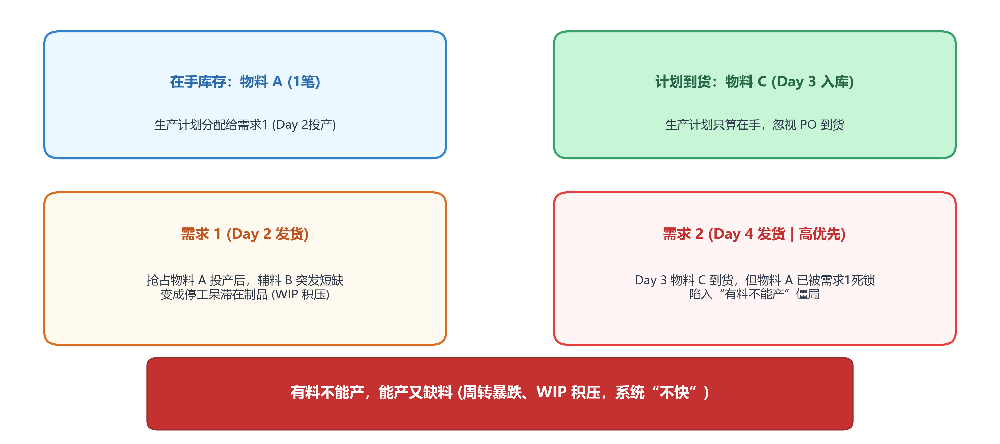 在手库存：物料 A (1笔)
生产计划分配给需求1 (Day 2投产)
计划到货：物料 C (Day 3 入库)
生产计划只算在手，忽视 PO 到货
需求 1 (Day 2 发货)
抢占物料 A 投产后，辅料 B 突发短缺
变成停工呆滞在制品 (WIP 积压)
需求 2 (Day 4 发货 | 高优先)
Day 3 物料 C 到货，但物料 A 已被需求1死锁
陷入“有料不能产”僵局
有料不能产，能产又缺料 (周转暴跌、WIP 积压，系统“不快”)